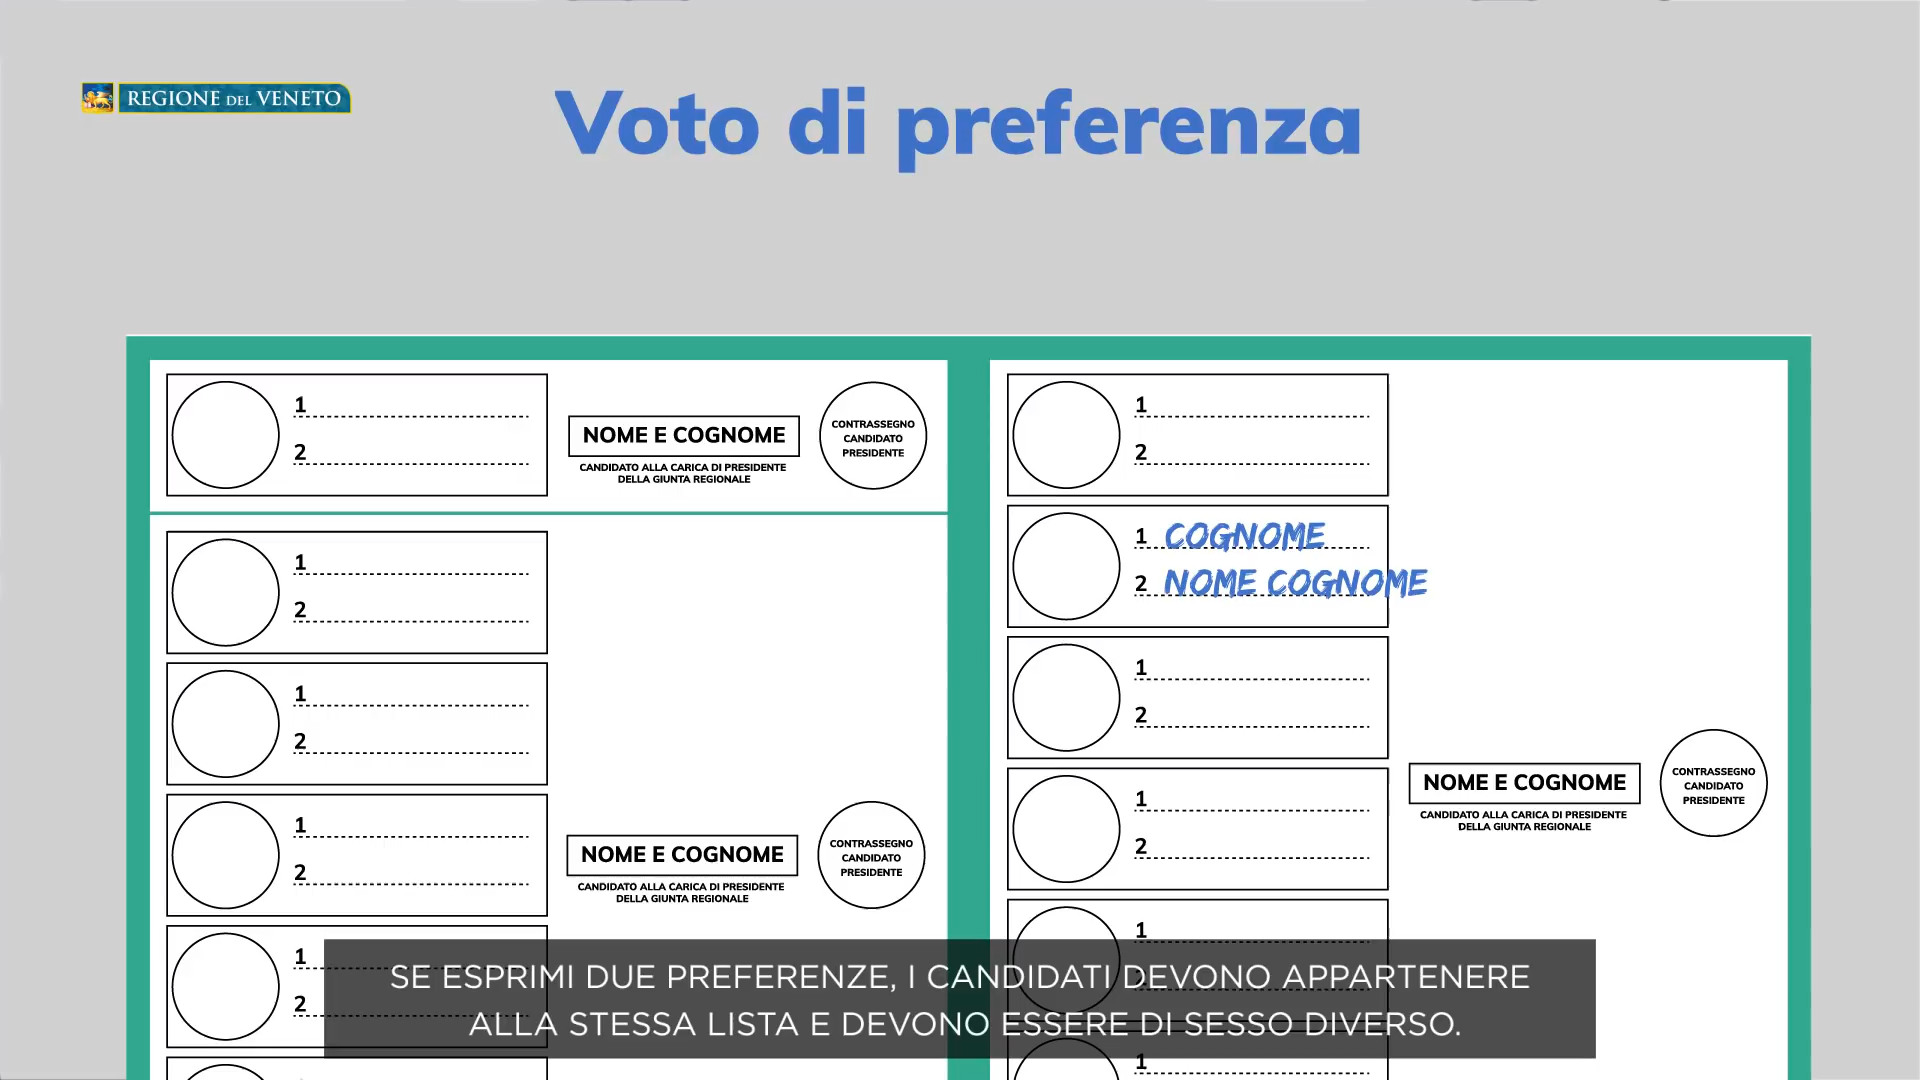 REGIONE DEL VENETO
Voto di preferenza
1
2
NOME E COGNOME
CANDIDATO ALLA CARICA DI PRESIDENTE
DELLA GIUNTA REGIONALE
CONTRASSEGNO
CANDIDATO
PRESIDENTE
1
2
1
2
1
2
NOME E COGNOME
CANDIDATO ALLA CARICA DI PRESIDENTE
DELLA GIUNTA REGIONALE
CONTRASSEGNO
CANDIDATO
PRESIDENTE
1
2
1
2
1 COGNOME
2 NOME COGNOME
1
2
1
2
NOME E COGNOME
CANDIDATO ALLA CARICA DI PRESIDENTE
DELLA GIUNTA REGIONALE
CONTRASSEGNO
CANDIDATO
PRESIDENTE
1
2
1
SE ESPRIMI DUE PREFERENZE, I CANDIDATI DEVONO APPARTENERE
ALLA STESSA LISTA E DEVONO ESSERE DI SESSO DIVERSO.